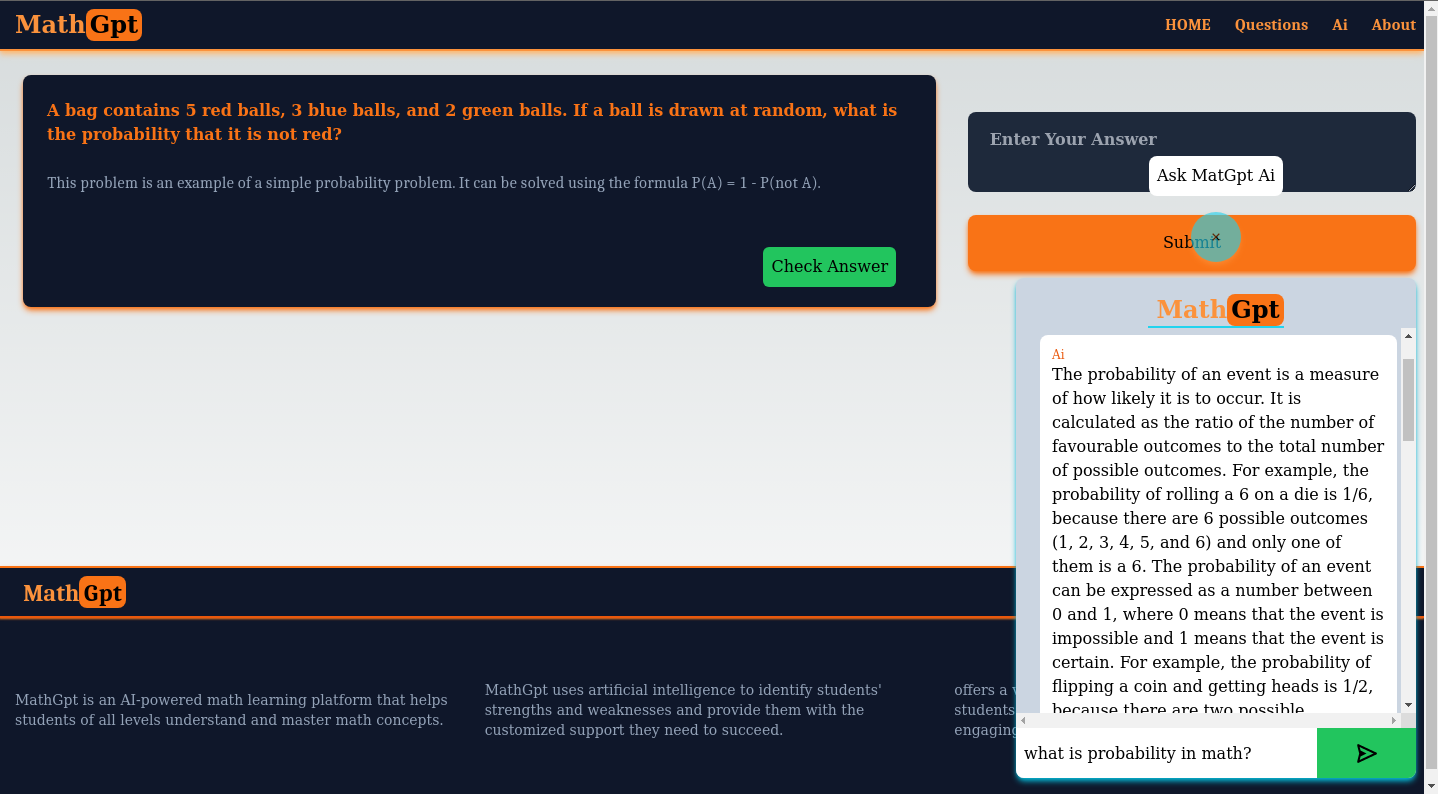 MathGpt
HOME Questions Ai About
A bag contains 5 red balls, 3 blue balls, and 2 green balls. If a ball is drawn at random, what is
the probability that it is not red?
This problem is an example of a simple probability problem. It can be solved using the formula P(A) = 1 - P(not A).
Check Answer
Enter Your Answer
Ask MatGpt Ai
Submit
×
MathGpt
Ai
The probability of an event is a measure
of how likely it is to occur. It is
calculated as the ratio of the number of
favourable outcomes to the total number
of possible outcomes. For example, the
probability of rolling a 6 on a die is 1/6,
because there are 6 possible outcomes
(1, 2, 3, 4, 5, and 6) and only one of
them is a 6. The probability of an event
can be expressed as a number between
0 and 1, where 0 means that the event is
impossible and 1 means that the event is
certain. For example, the probability of
flipping a coin and getting heads is 1/2,
because there are two possible
what is probability in math?
MathGpt
MathGpt is an AI-powered math learning platform that helps
students of all levels understand and master math concepts.
MathGpt uses artificial intelligence to identify students'
strengths and weaknesses and provide them with the
customized support they need to succeed.
offers a
students
engaging